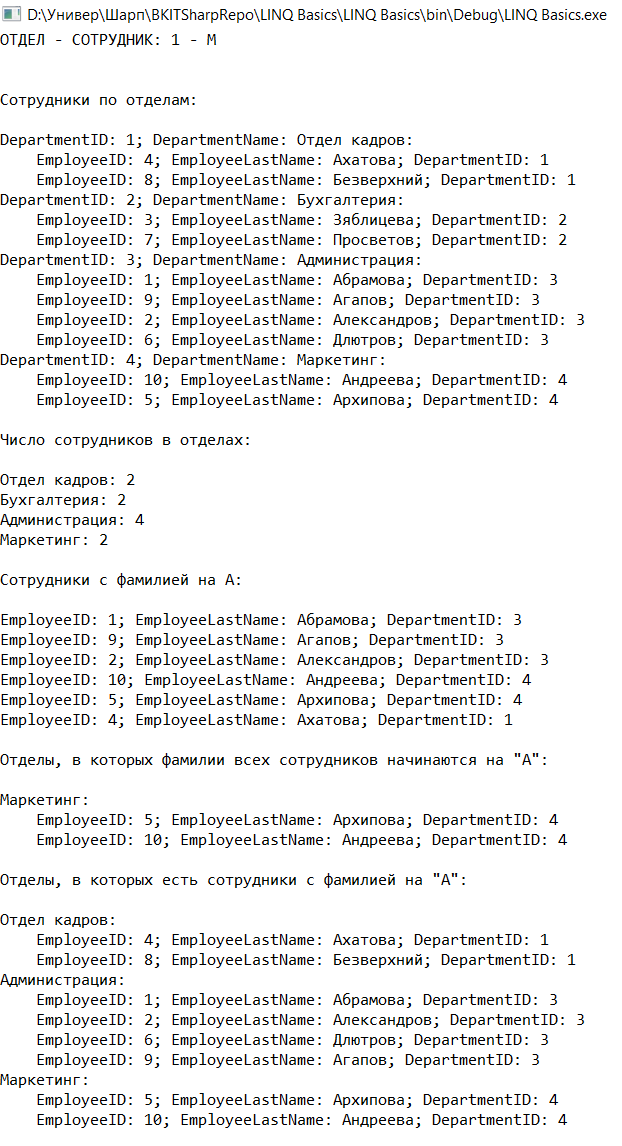 D:\Универ\Шарп\BKITSharpRepo\LINQ Basics\LINQ Basics\bin\Debug\LINQ Basics.exe
ОТДЕЛ - СОТРУДНИК: 1 - М
Сотрудники по отделам:
DepartmentID: 1; DepartmentName: Отдел кадров:
EmployeeID: 4; EmployeeLastName: Ахатова; DepartmentID: 1
EmployeeID: 8; EmployeeLastName: Безверхний; DepartmentID: 1
DepartmentID: 2; DepartmentName: Бухгалтерия:
EmployeeID: 3; EmployeeLastName: Зяблицева; DepartmentID: 2
EmployeeID: 7; EmployeeLastName: Просветов; DepartmentID: 2
DepartmentID: 3; DepartmentName: Администрация:
EmployeeID: 1; EmployeeLastName: Абрамова; DepartmentID: 3
EmployeeID: 9; EmployeeLastName: Агапов; DepartmentID: 3
EmployeeID: 2; EmployeeLastName: Александров; DepartmentID: 3
EmployeeID: 6; EmployeeLastName: Длютров; DepartmentID: 3
DepartmentID: 4; DepartmentName: Маркетинг:
EmployeeID: 10; EmployeeLastName: Андреева; DepartmentID: 4
EmployeeID: 5; EmployeeLastName: Архипова; DepartmentID: 4
Число сотрудников в отделах:
Отдел кадров: 2
Бухгалтерия: 2
Администрация: 4
Маркетинг: 2
Сотрудники с фамилией на А:
EmployeeID: 1; EmployeeLastName: Абрамова; DepartmentID: 3
EmployeeID: 9; EmployeeLastName: Агапов; DepartmentID: 3
EmployeeID: 2; EmployeeLastName: Александров; DepartmentID: 3
EmployeeID: 10; EmployeeLastName: Андреева; DepartmentID: 4
EmployeeID: 5; EmployeeLastName: Архипова; DepartmentID: 4
EmployeeID: 4; EmployeeLastName: Ахатова; DepartmentID: 1
Отделы, в которых фамилии всех сотрудников начинаются на "А":
Маркетинг:
EmployeeID: 5; EmployeeLastName: Архипова; DepartmentID: 4
EmployeeID: 10; EmployeeLastName: Андреева; DepartmentID: 4
Отделы, в которых есть сотрудники с фамилией на "А":
Отдел кадров:
EmployeeID: 4; EmployeeLastName: Ахатова; DepartmentID: 1
EmployeeID: 8; EmployeeLastName: Безверхний; DepartmentID: 1
Администрация:
EmployeeID: 1; EmployeeLastName: Абрамова; DepartmentID: 3
EmployeeID: 2; EmployeeLastName: Александров; DepartmentID: 3
EmployeeID: 6; EmployeeLastName: Длютров; DepartmentID: 3
EmployeeID: 9; EmployeeLastName: Агапов; DepartmentID: 3
Маркетинг:
EmployeeID: 5; EmployeeLastName: Архипова; DepartmentID: 4
EmployeeID: 10; EmployeeLastName: Андреева; DepartmentID: 4